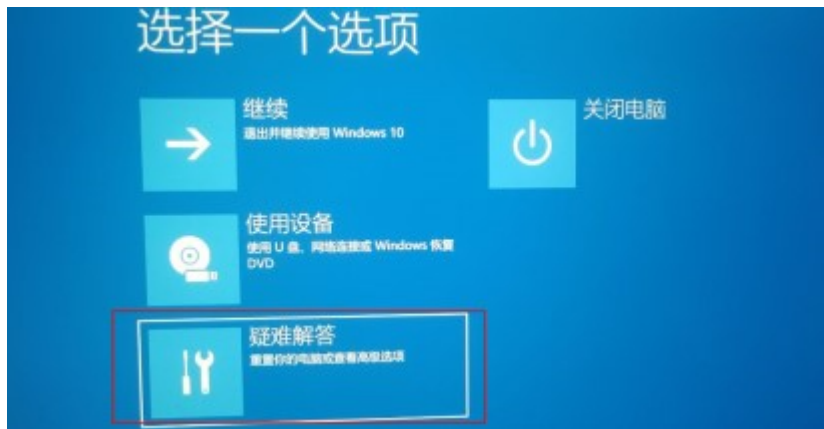 选择一个选项
继续
退出并继续使用 Windows 10
关闭电脑
使用设备
使用 U 盘、网络连接或 Windows 恢复
DVD
疑难解答
重置你的电脑或查看高级选项